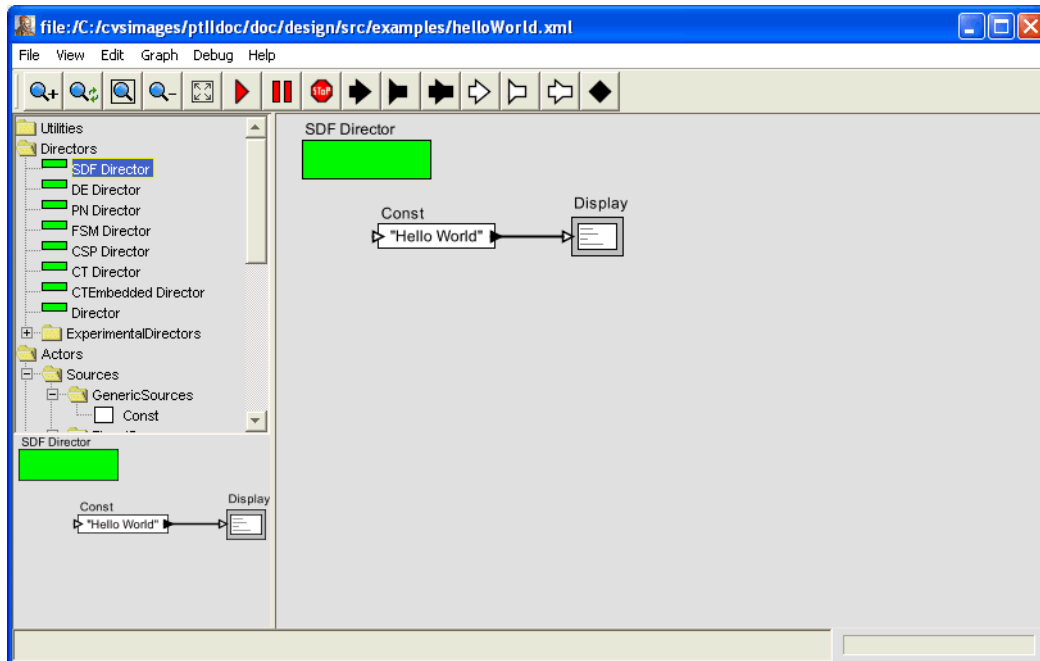 file:/C:/cvsimages/ptIIdoc/doc/design/src/examples/helloWorld.xml
File View Edit Graph Debug Help
STOP
Utilities
Directors
SDF Director
DE Director
PN Director
FSM Director
CSP Director
CT Director
CTEmbedded Director
Director
ExperimentalDirectors
Actors
Sources
GenericSources
Const
SDF Director
Const
"Hello World"
Display
SDF Director
Const
"Hello World"
Display